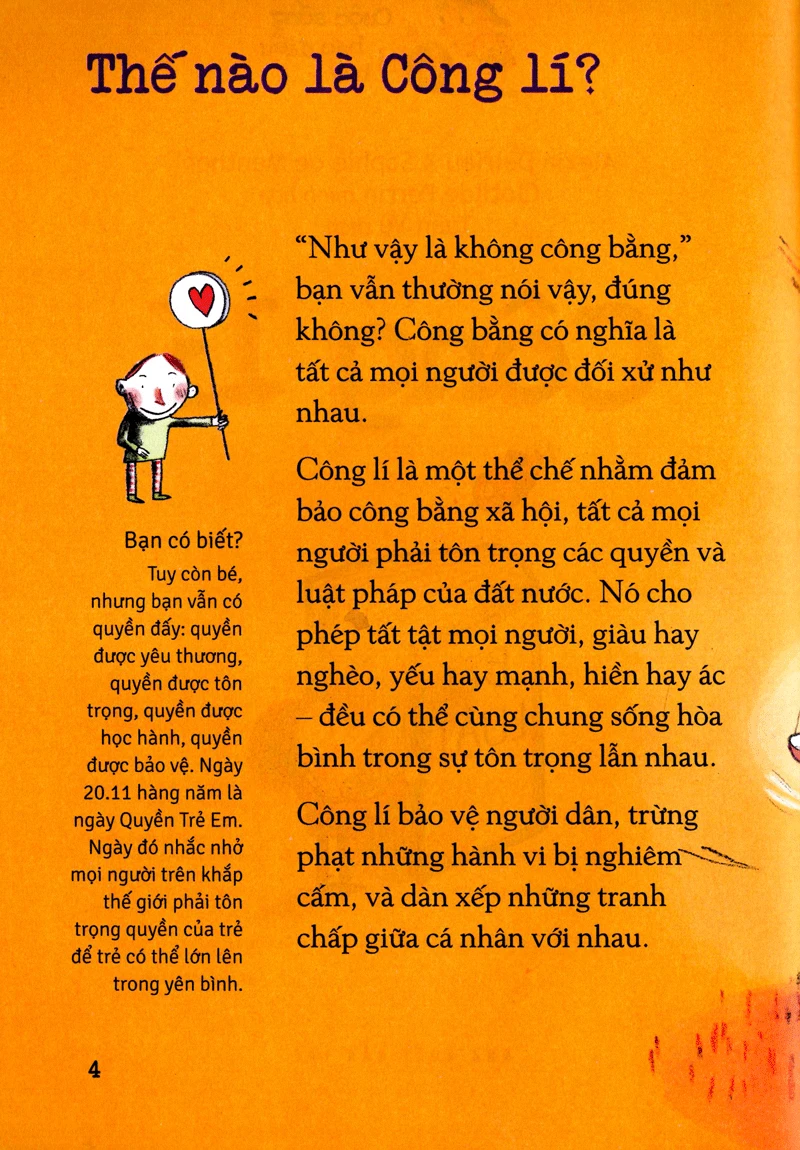 Thế nào là Công lí?
“Như vậy là không công bằng,”
bạn vẫn thường nói vậy, đúng
không? Công bằng có nghĩa là
tất cả mọi người được đối xử như
nhau.
Công lí là một thể chế nhằm đảm
bảo công bằng xã hội, tất cả mọi
người phải tôn trọng các quyền và
luật pháp của đất nước. Nó cho
phép tất tật mọi người, giàu hay
nghèo, yếu hay mạnh, hiền hay ác
– đều có thể cùng chung sống hòa
bình trong sự tôn trọng lẫn nhau.
Công lí bảo vệ người dân, trừng
phạt những hành vi bị nghiêm
cấm, và dàn xếp những tranh
chấp giữa cá nhân với nhau.
Bạn có biết?
Tuy còn bé,
nhưng bạn vẫn có
quyền đấy: quyền
được yêu thương,
quyền được tôn
trọng, quyền được
học hành, quyền
được bảo vệ. Ngày
20.11 hàng năm là
ngày Quyền Trẻ Em.
Ngày đó nhắc nhở
mọi người trên khắp
thế giới phải tôn
trọng quyền của trẻ
để trẻ có thể lớn lên
trong yên bình.
4